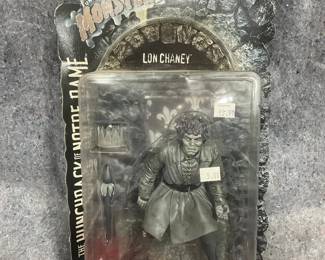 MONSTERS
LON CHANEY
THE HUNCHBACK OF NOTRE DAME